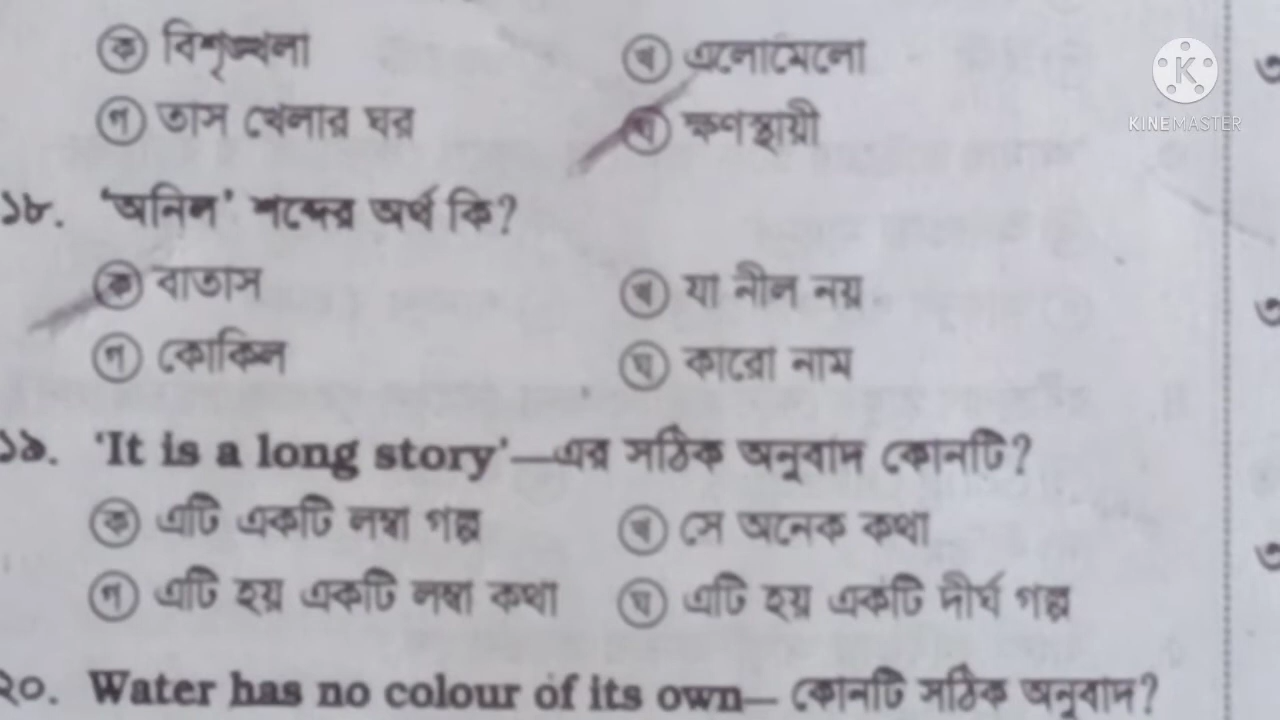 ক বিশৃঙ্খলা খ এলোমেলো
KINEMASTER
গ তাস খেলার ঘর ঘ ক্ষণস্থায়ী
১৮. ‘অনিল’ শব্দের অর্থ কি?
ক বাতাস খ যা নীল নয়
গ কোকিল ঘ কারো নাম
১৯. ‘It is a long story’—এর সঠিক অনুবাদ কোনটি?
ক এটি একটি লম্বা গল্প খ সে অনেক কথা
গ এটি হয় একটি লম্বা কথা ঘ এটি হয় একটি দীর্ঘ গল্প
২০. Water has no colour of its own— কোনটি সঠিক অনুবাদ?